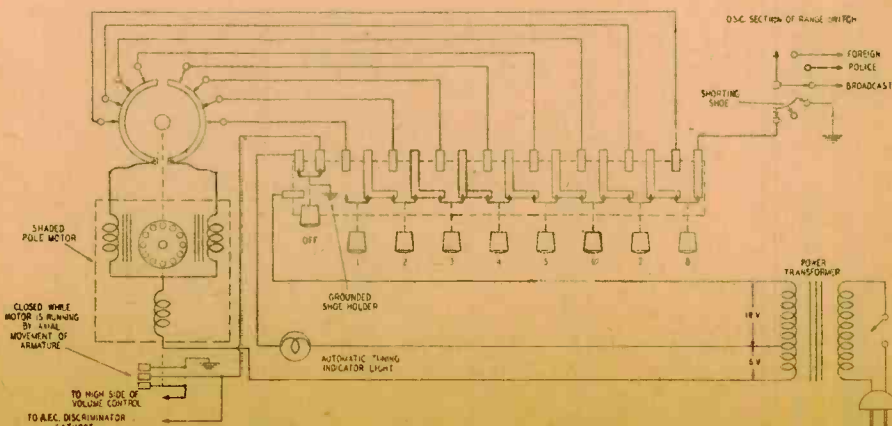 OSC. SECTION OF RANGE SWITCH
FOREIGN
POLICE
BROADCAST
SHORTING
SHOE
SHADED
POLE MOTOR
OFF
1
2
3
4
5
6
7
8
GROUNDED
SHOE HOLDER
POWER
TRANSFORMER
CLOSED WHILE
MOTOR IS RUNNING
BY AXIAL
MOVEMENT OF
ARMATURE
18 V
6 V
AUTOMATIC TUNING
INDICATOR LIGHT
TO HIGH SIDE OF
VOLUME CONTROL
TO A.F.C. DISCRIMINATOR